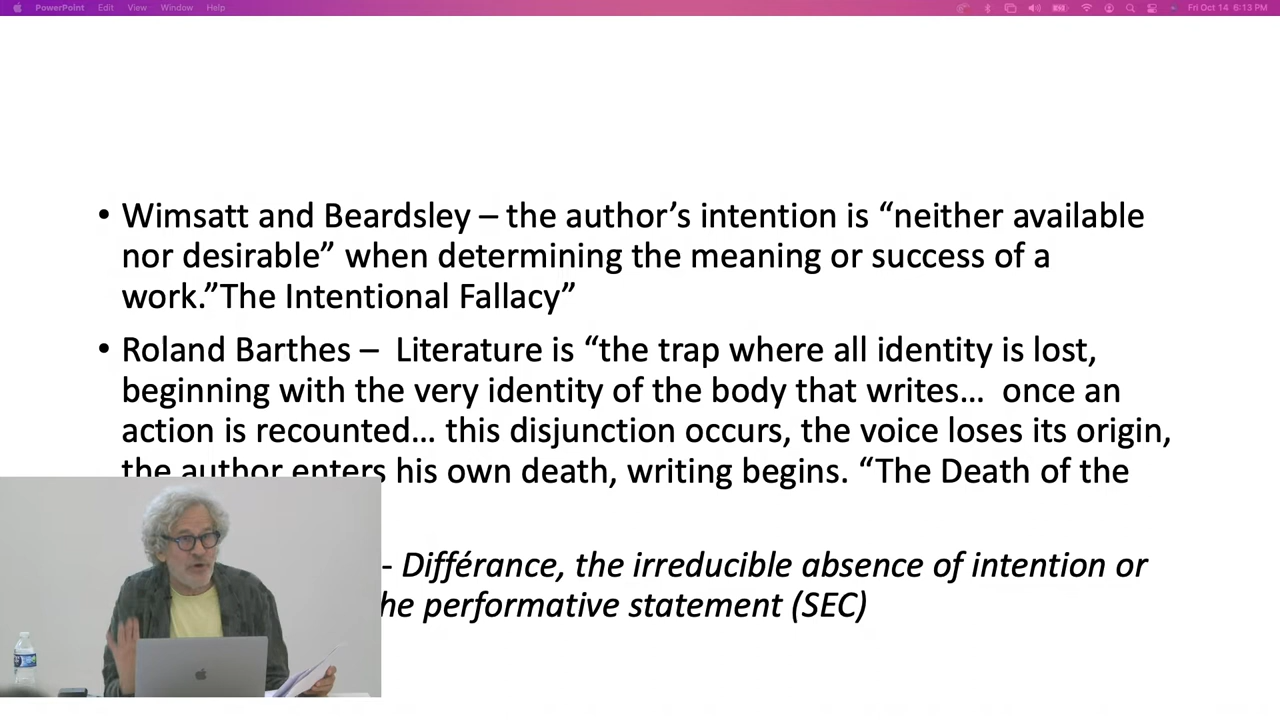 PowerPoint Edit View Window Help Fri Oct 14 6:13 PM
• Wimsatt and Beardsley – the author’s intention is “neither available
nor desirable” when determining the meaning or success of a
work.”The Intentional Fallacy”
• Roland Barthes – Literature is “the trap where all identity is lost,
beginning with the very identity of the body that writes… once an
action is recounted… this disjunction occurs, the voice loses its origin,
the author enters his own death, writing begins. “The Death of the
- Différance, the irreducible absence of intention or
he performative statement (SEC)